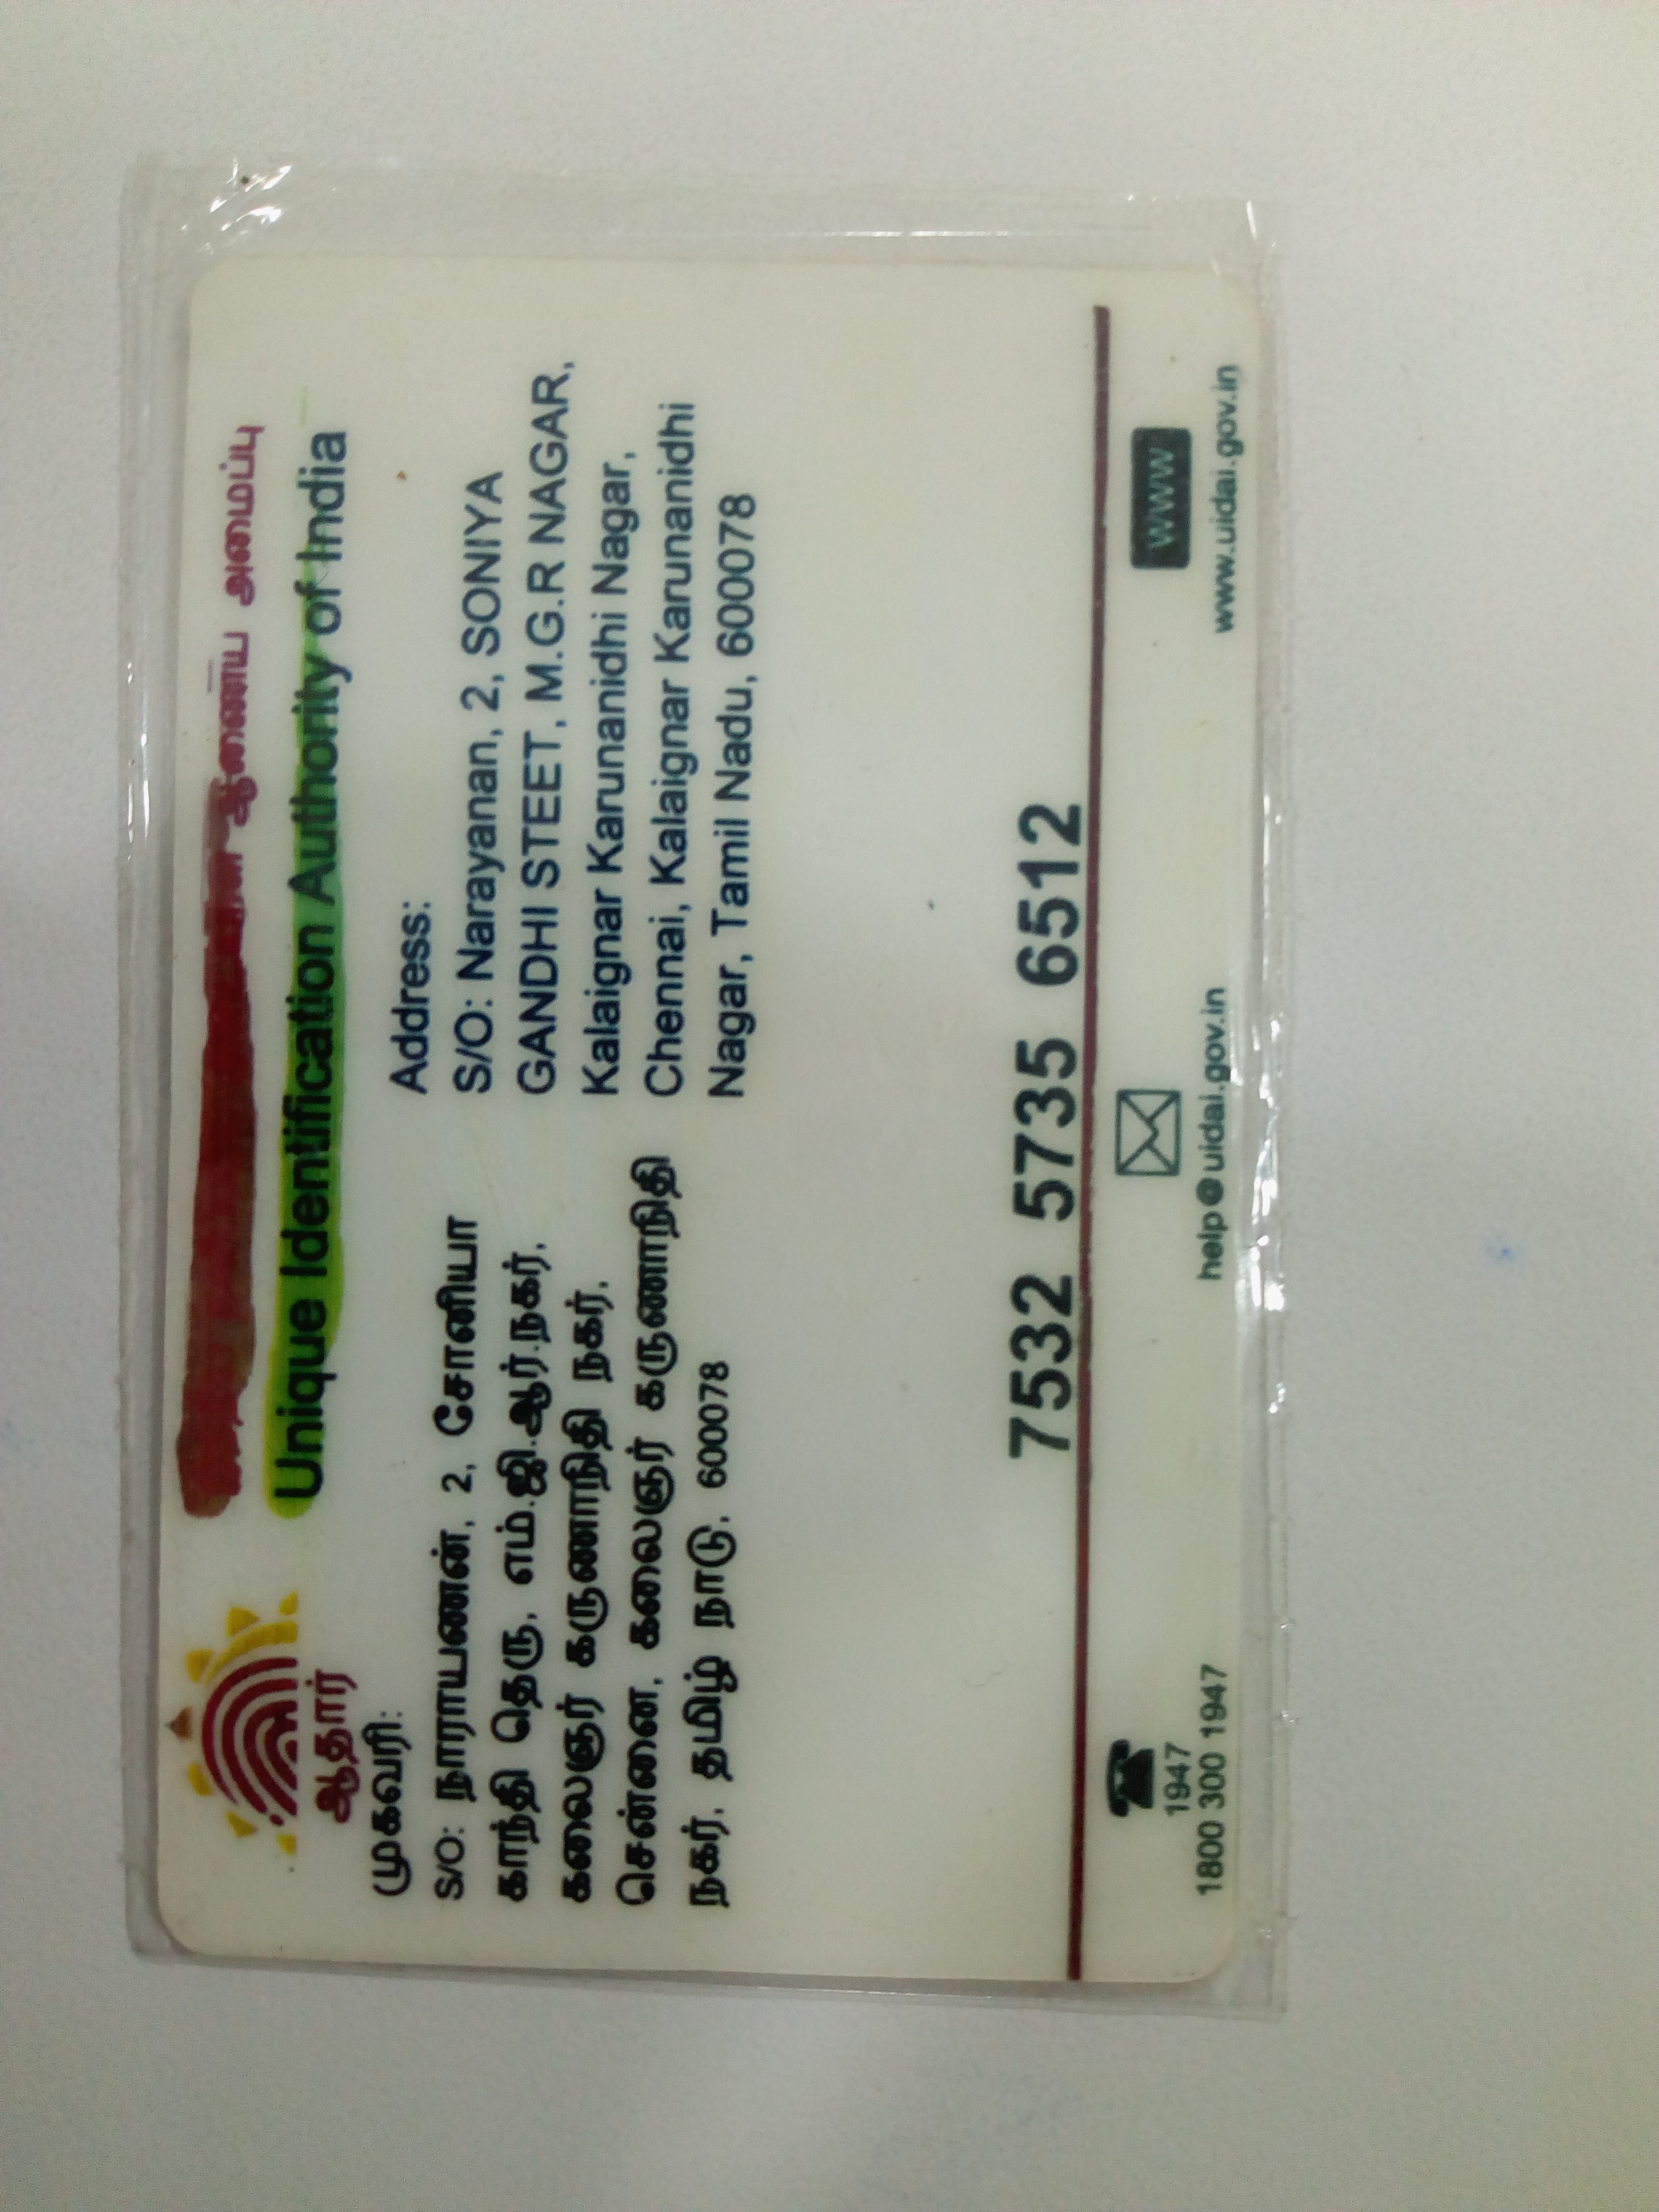 ஆணைய அமைப்பு
Unique Identification Authority of India
ஆதார்
முகவரி:
S/O: நாராயணன், 2, சோனியா
காந்தி தெரு, எம்.ஜி.ஆர்.நகர்,
கலைஞர் கருணாநிதி நகர்,
சென்னை, கலைஞர் கருணாநிதி
நகர், தமிழ் நாடு, 600078
Address:
S/O: Narayanan, 2, SONIYA
GANDHI STEET, M.G.R NAGAR,
Kalaignar Karunanidhi Nagar,
Chennai, Kalaignar Karunanidhi
Nagar, Tamil Nadu, 600078
7532 5735 6512
1947
1800 300 1947
help@uidai.gov.in
WWW
www.uidai.gov.in